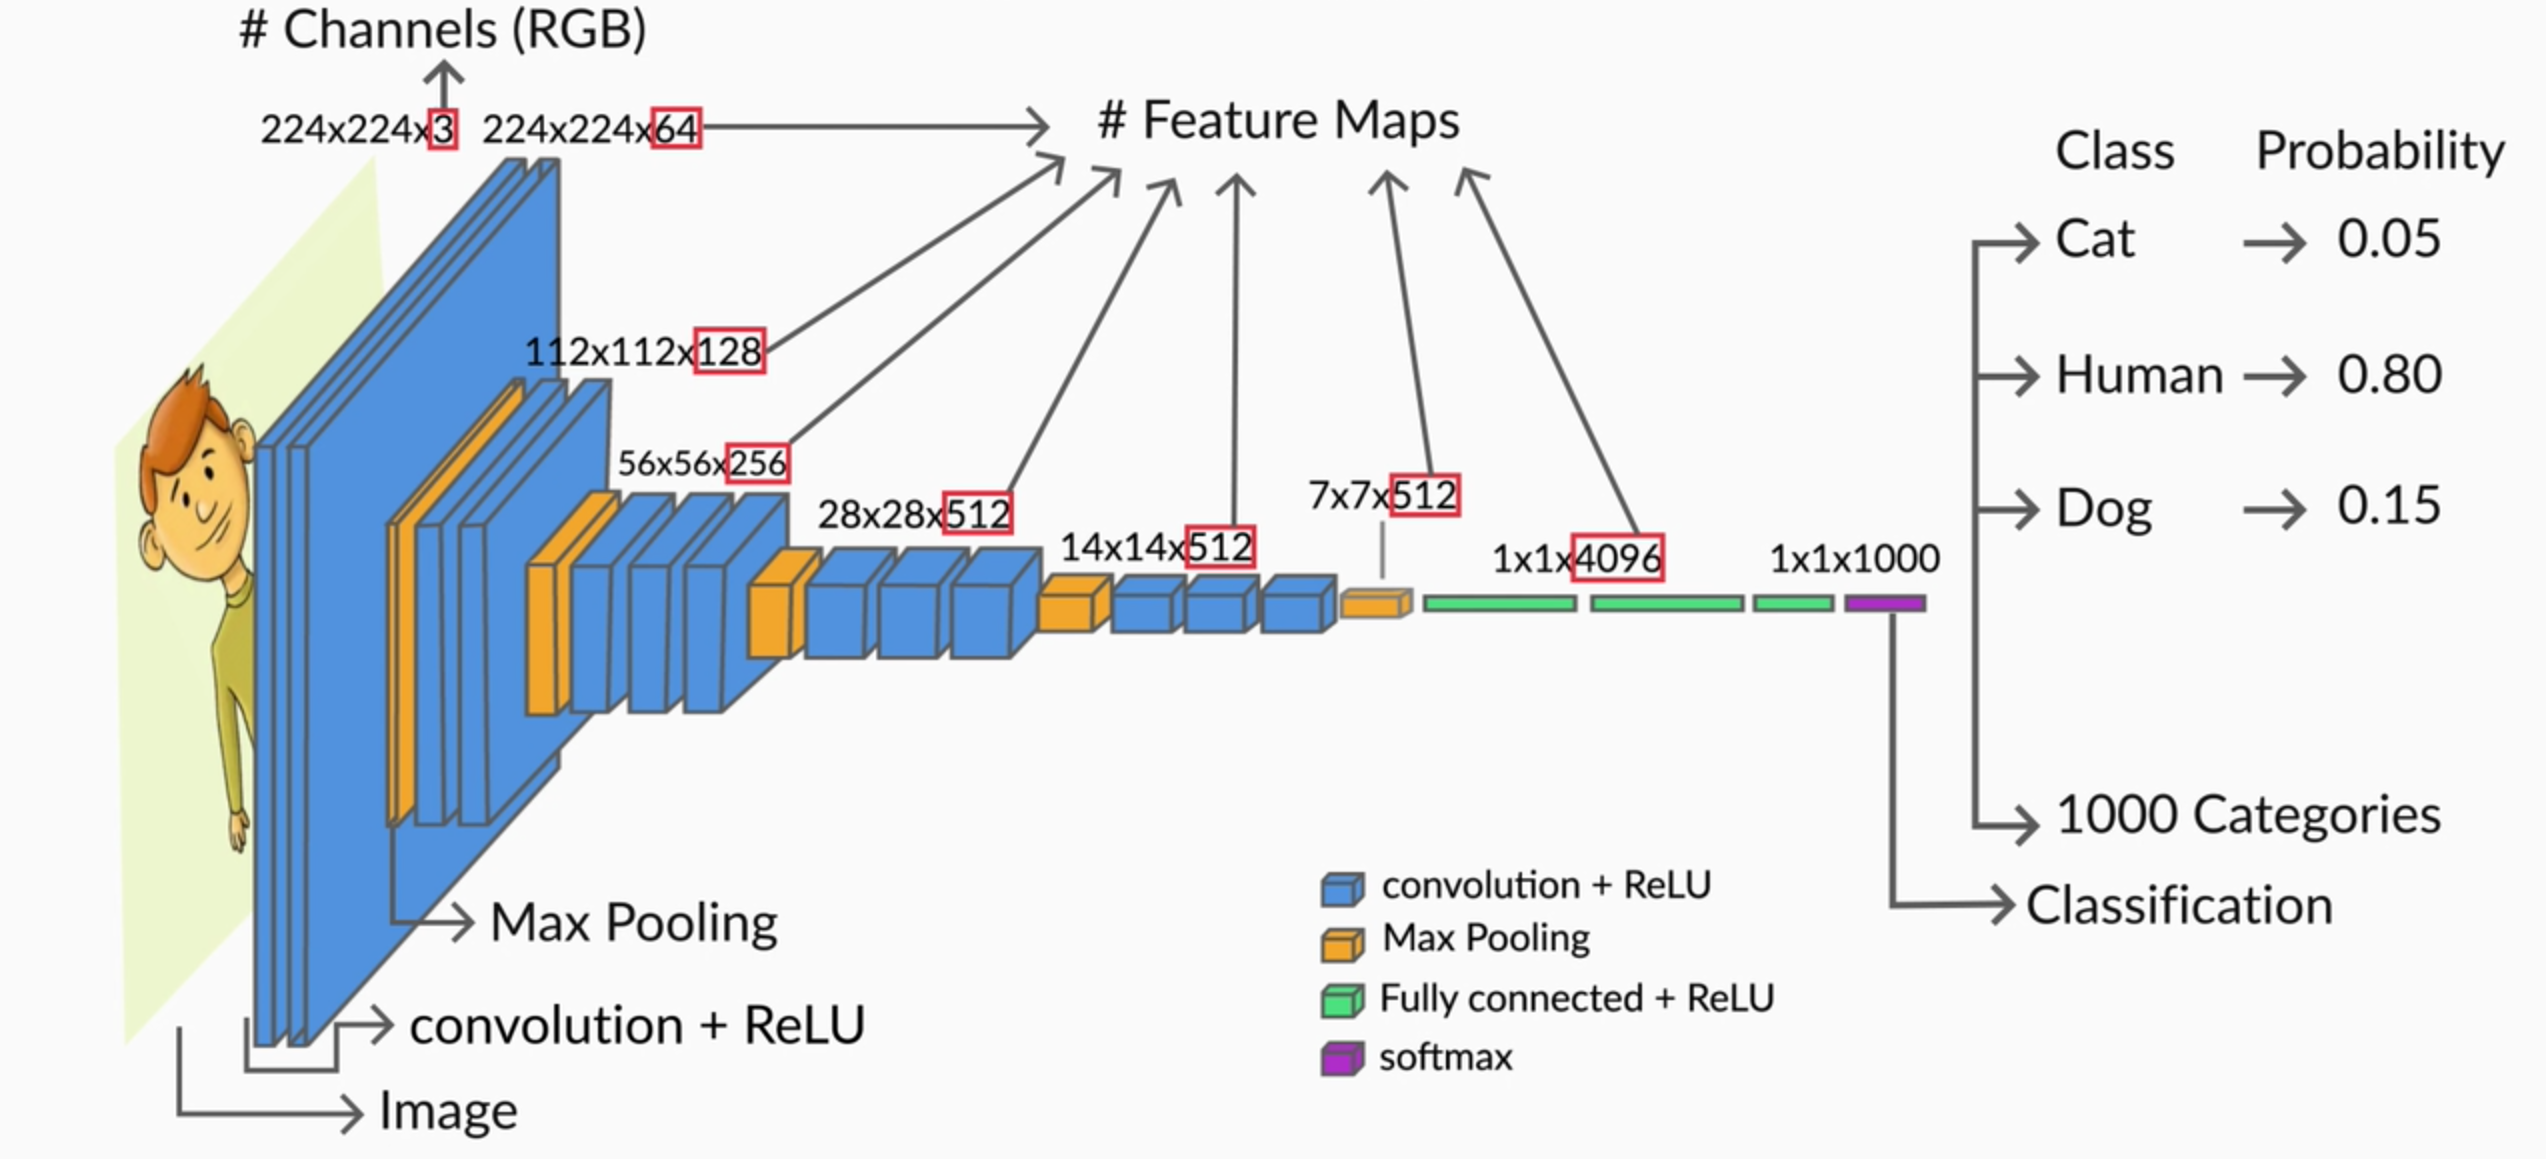 # Channels (RGB)
224x224x3 224x224x64
# Feature Maps
112x112x128
56x56x256
28x28x512
14x14x512
7x7x512
1x1x4096
1x1x1000
Class Probability
Cat 0.05
Human 0.80
Dog 0.15
1000 Categories
Classification
Max Pooling
convolution + ReLU
Image
convolution + ReLU
Max Pooling
Fully connected + ReLU
softmax